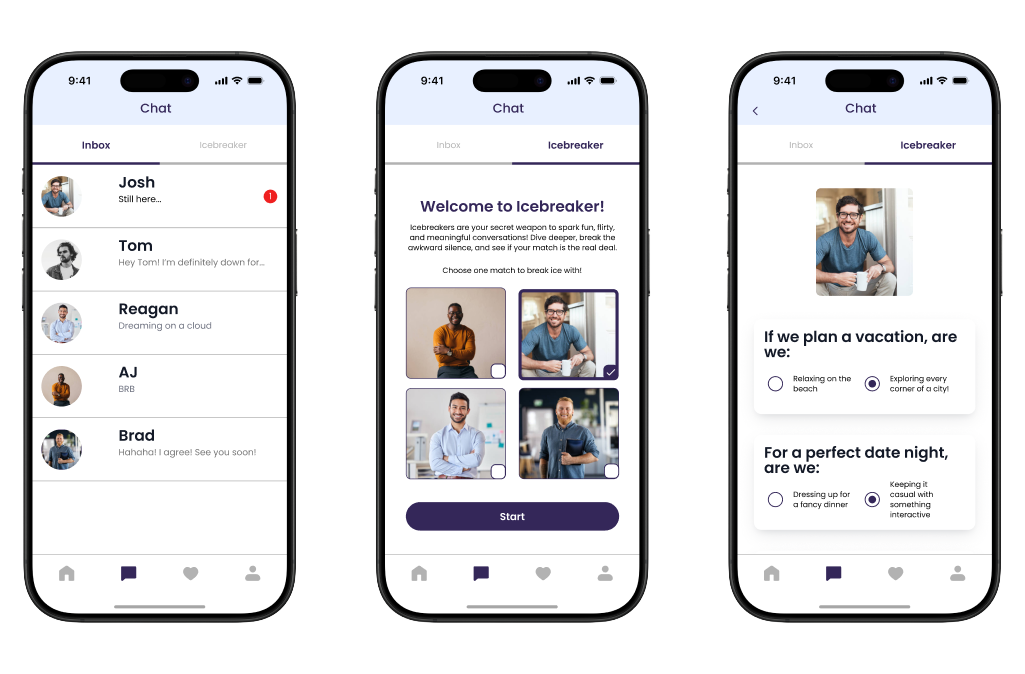 9:41
Chat
Inbox
Icebreaker
Josh
Still here...
1
Tom
Hey Tom! I'm definitely down for...
Reagan
Dreaming on a cloud
AJ
BRB
Brad
Hahaha! I agree! See you soon!
9:41
Chat
Inbox
Icebreaker
Welcome to Icebreaker!
Icebreakers are your secret weapon to spark fun, flirty,
and meaningful conversations! Dive deeper, break the
awkward silence, and see if your match is the real deal.
Choose one match to break ice with!
Start
9:41
Chat
Inbox
Icebreaker
If we plan a vacation, are
we:
Relaxing on the
beach
Exploring every
corner of a city!
For a perfect date night,
are we:
Dressing up for
a fancy dinner
Keeping it
casual with
something
interactive